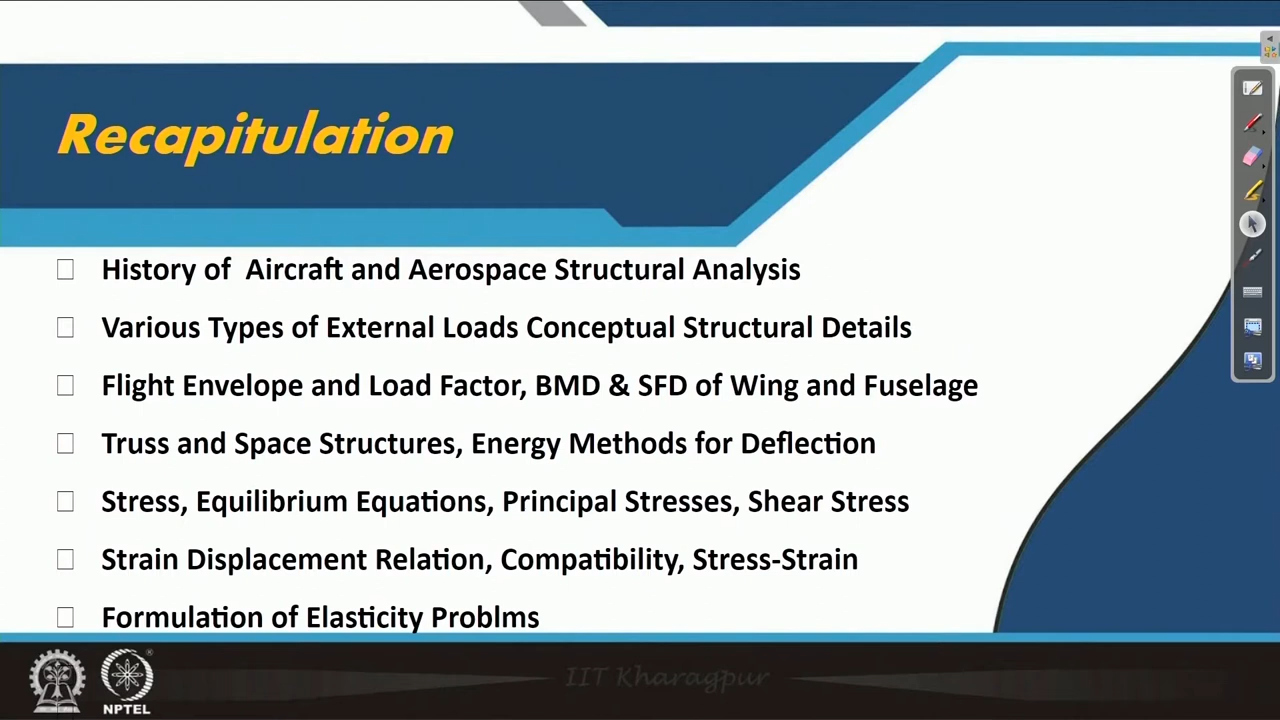 Recapitulation
History of Aircraft and Aerospace Structural Analysis
Various Types of External Loads Conceptual Structural Details
Flight Envelope and Load Factor, BMD & SFD of Wing and Fuselage
Truss and Space Structures, Energy Methods for Deflection
Stress, Equilibrium Equations, Principal Stresses, Shear Stress
Strain Displacement Relation, Compatibility, Stress-Strain
Formulation of Elasticity Problms
IIT Kharagpur
NPTEL